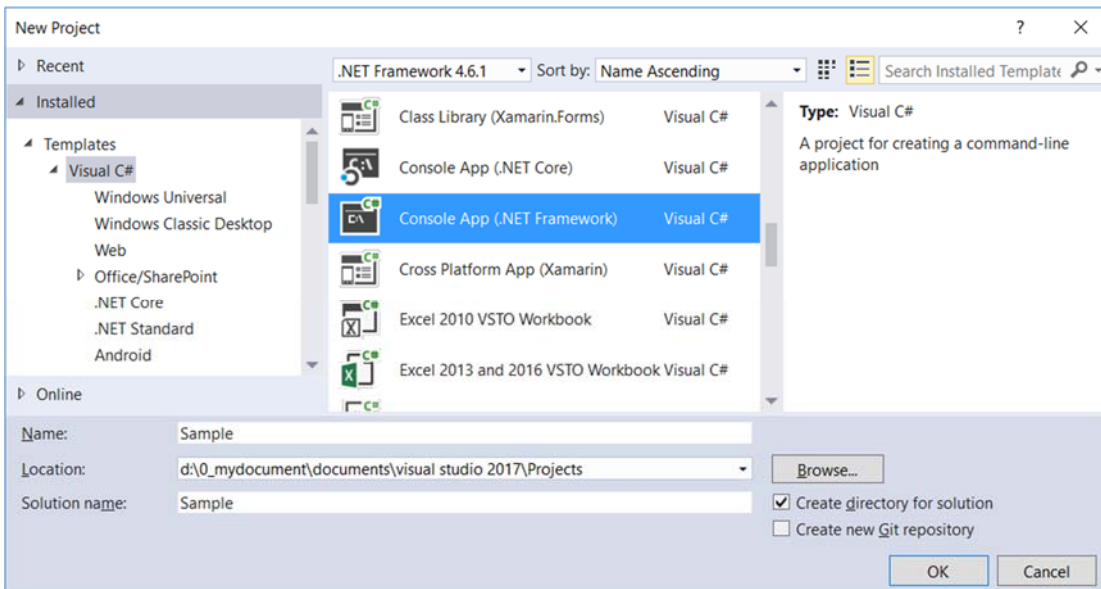 New Project ? ×
Recent
Installed
Templates
Visual C#
Windows Universal
Windows Classic Desktop
Web
Office/SharePoint
.NET Core
.NET Standard
Android
Online
.NET Framework 4.6.1 Sort by: Name Ascending Search Installed Template
Class Library (Xamarin.Forms) Visual C#
Console App (.NET Core) Visual C#
Console App (.NET Framework) Visual C#
Cross Platform App (Xamarin) Visual C#
Excel 2010 VSTO Workbook Visual C#
Excel 2013 and 2016 VSTO Workbook Visual C#
Type: Visual C#
A project for creating a command-line
application
Name: Sample
Location: d:\0_mydocument\documents\visual studio 2017\Projects Browse...
Solution name: Sample
Create directory for solution
Create new Git repository
OK Cancel